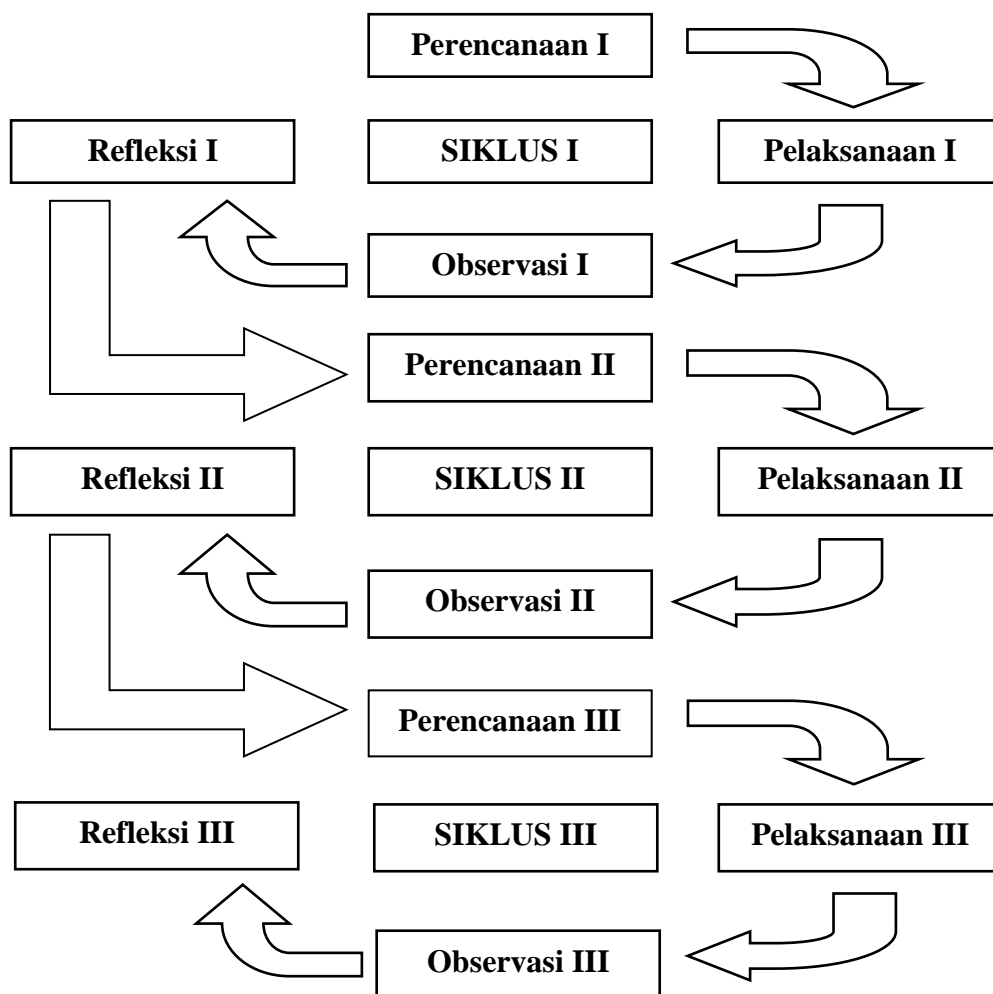 Perencanaan I
Refleksi I
SIKLUS I
Pelaksanaan I
Observasi I
Perencanaan II
Refleksi II
SIKLUS II
Pelaksanaan II
Observasi II
Perencanaan III
Refleksi III
SIKLUS III
Pelaksanaan III
Observasi III